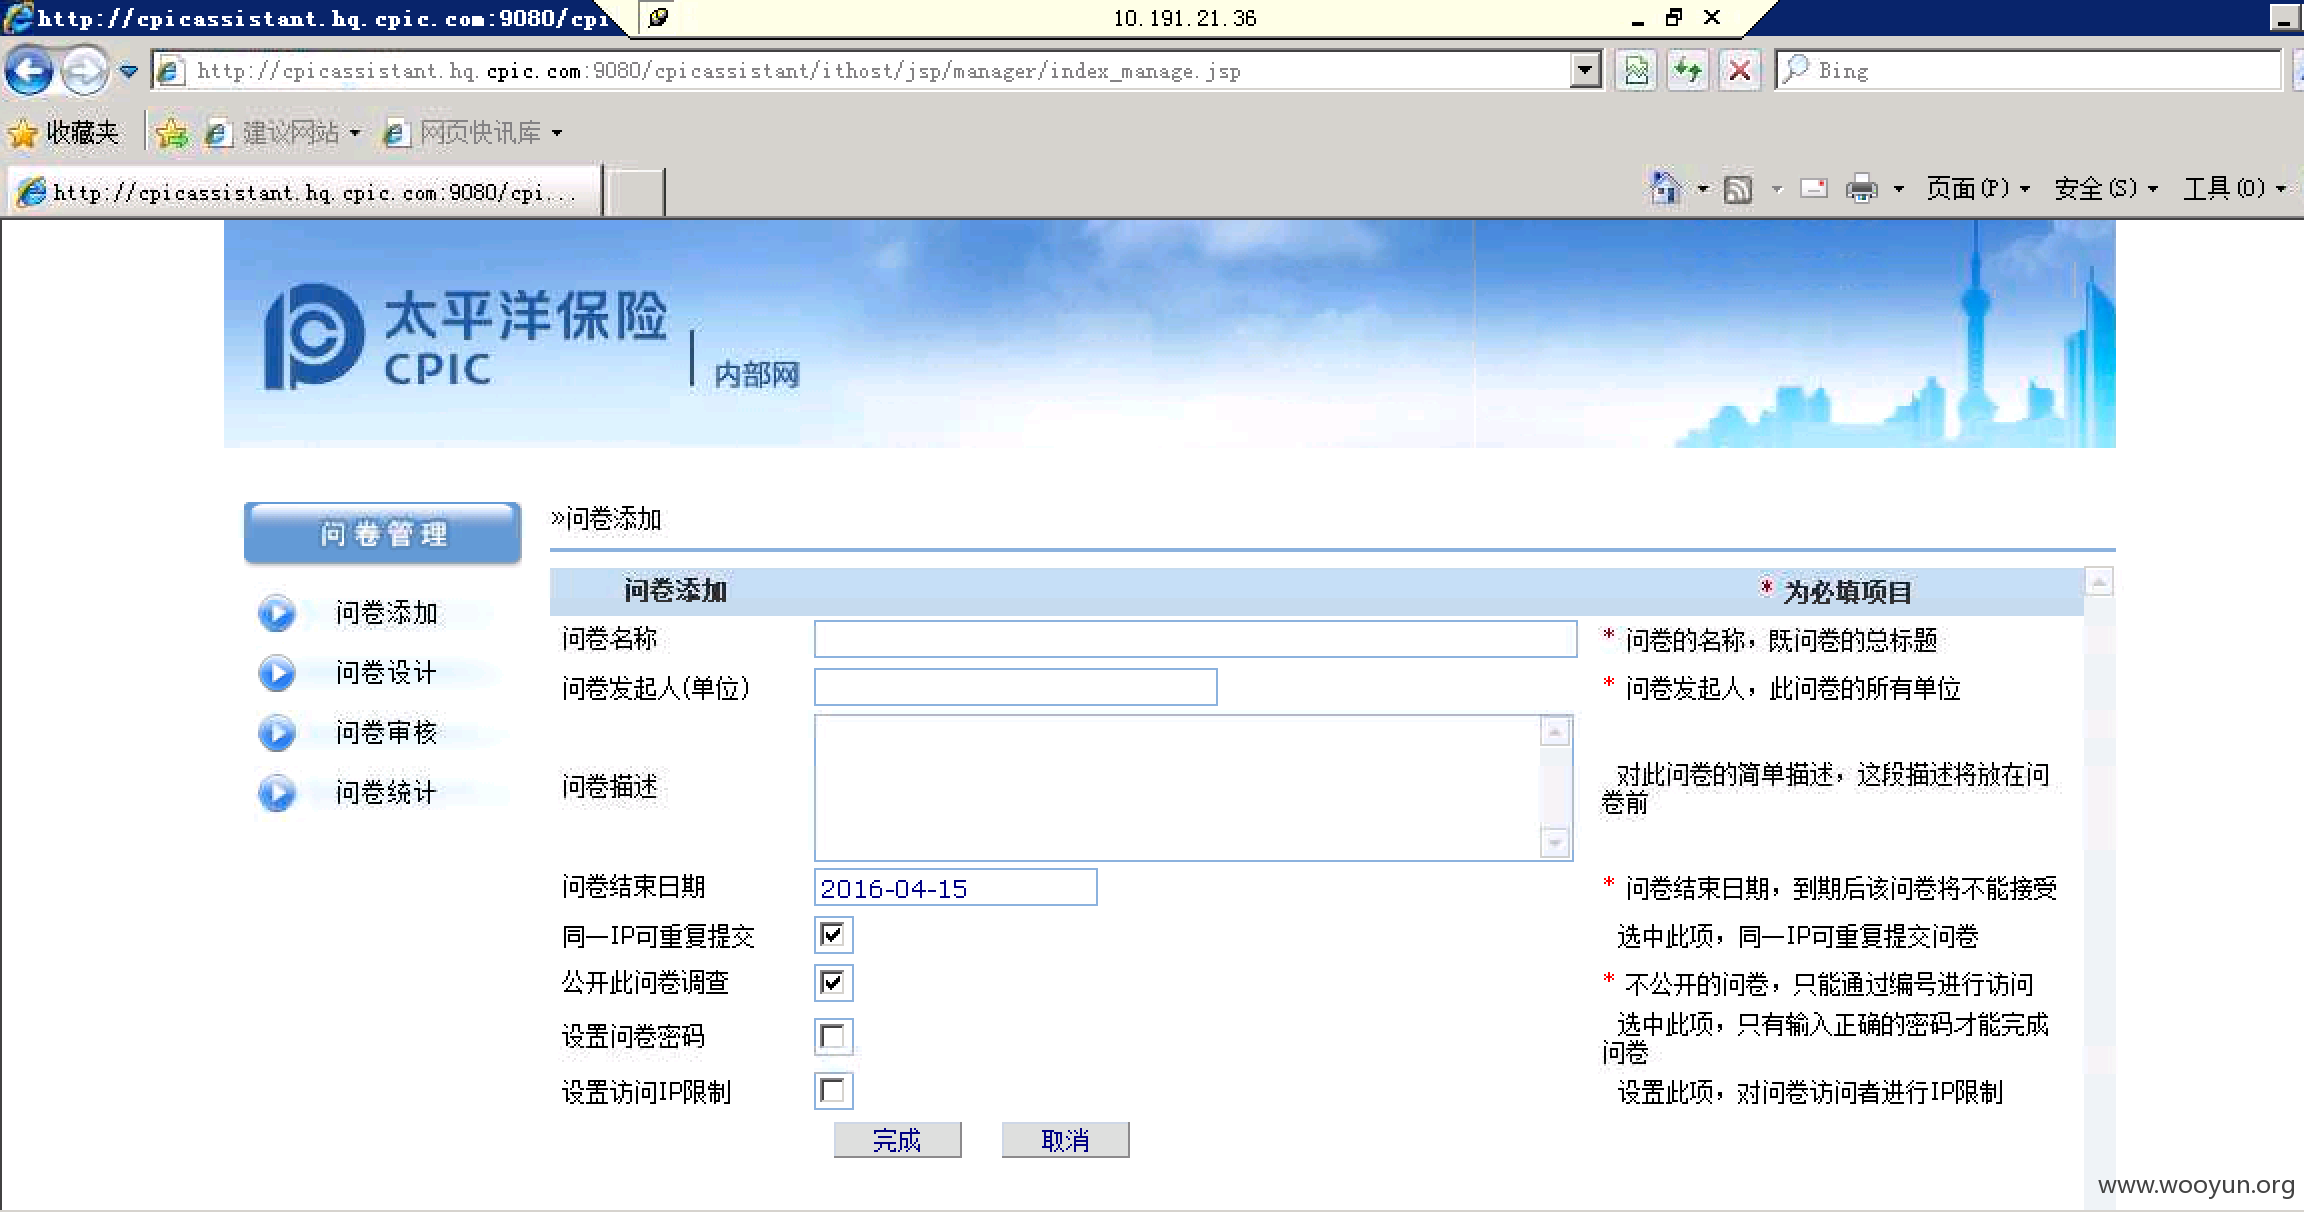 http://cpicassistant.hq.cpic.com:9080/cpi
10.191.21.36
http://cpicassistant.hq.cpic.com:9080/cpicassistant/ithost/jsp/manager/index_manage.jsp
Bing
收藏夹
建议网站
网页快讯库
http://cpicassistant.hq.cpic.com:9080/cpi...
页面(P)
安全(S)
工具(O)
太平洋保险
CPIC
内部网
问卷管理
问卷添加
问卷设计
问卷审核
问卷统计
»问卷添加
问卷添加
* 为必填项目
问卷名称
* 问卷的名称，既问卷的总标题
问卷发起人(单位)
* 问卷发起人，此问卷的所有单位
问卷描述
对此问卷的简单描述，这段描述将放在问
卷前
问卷结束日期
2016-04-15
* 问卷结束日期，到期后该问卷将不能接受
同一IP可重复提交
选中此项，同一IP可重复提交问卷
公开此问卷调查
* 不公开的问卷，只能通过编号进行访问
设置问卷密码
选中此项，只有输入正确的密码才能完成
问卷
设置访问IP限制
设置此项，对问卷访问者进行IP限制
完成
取消
www.wooyun.org